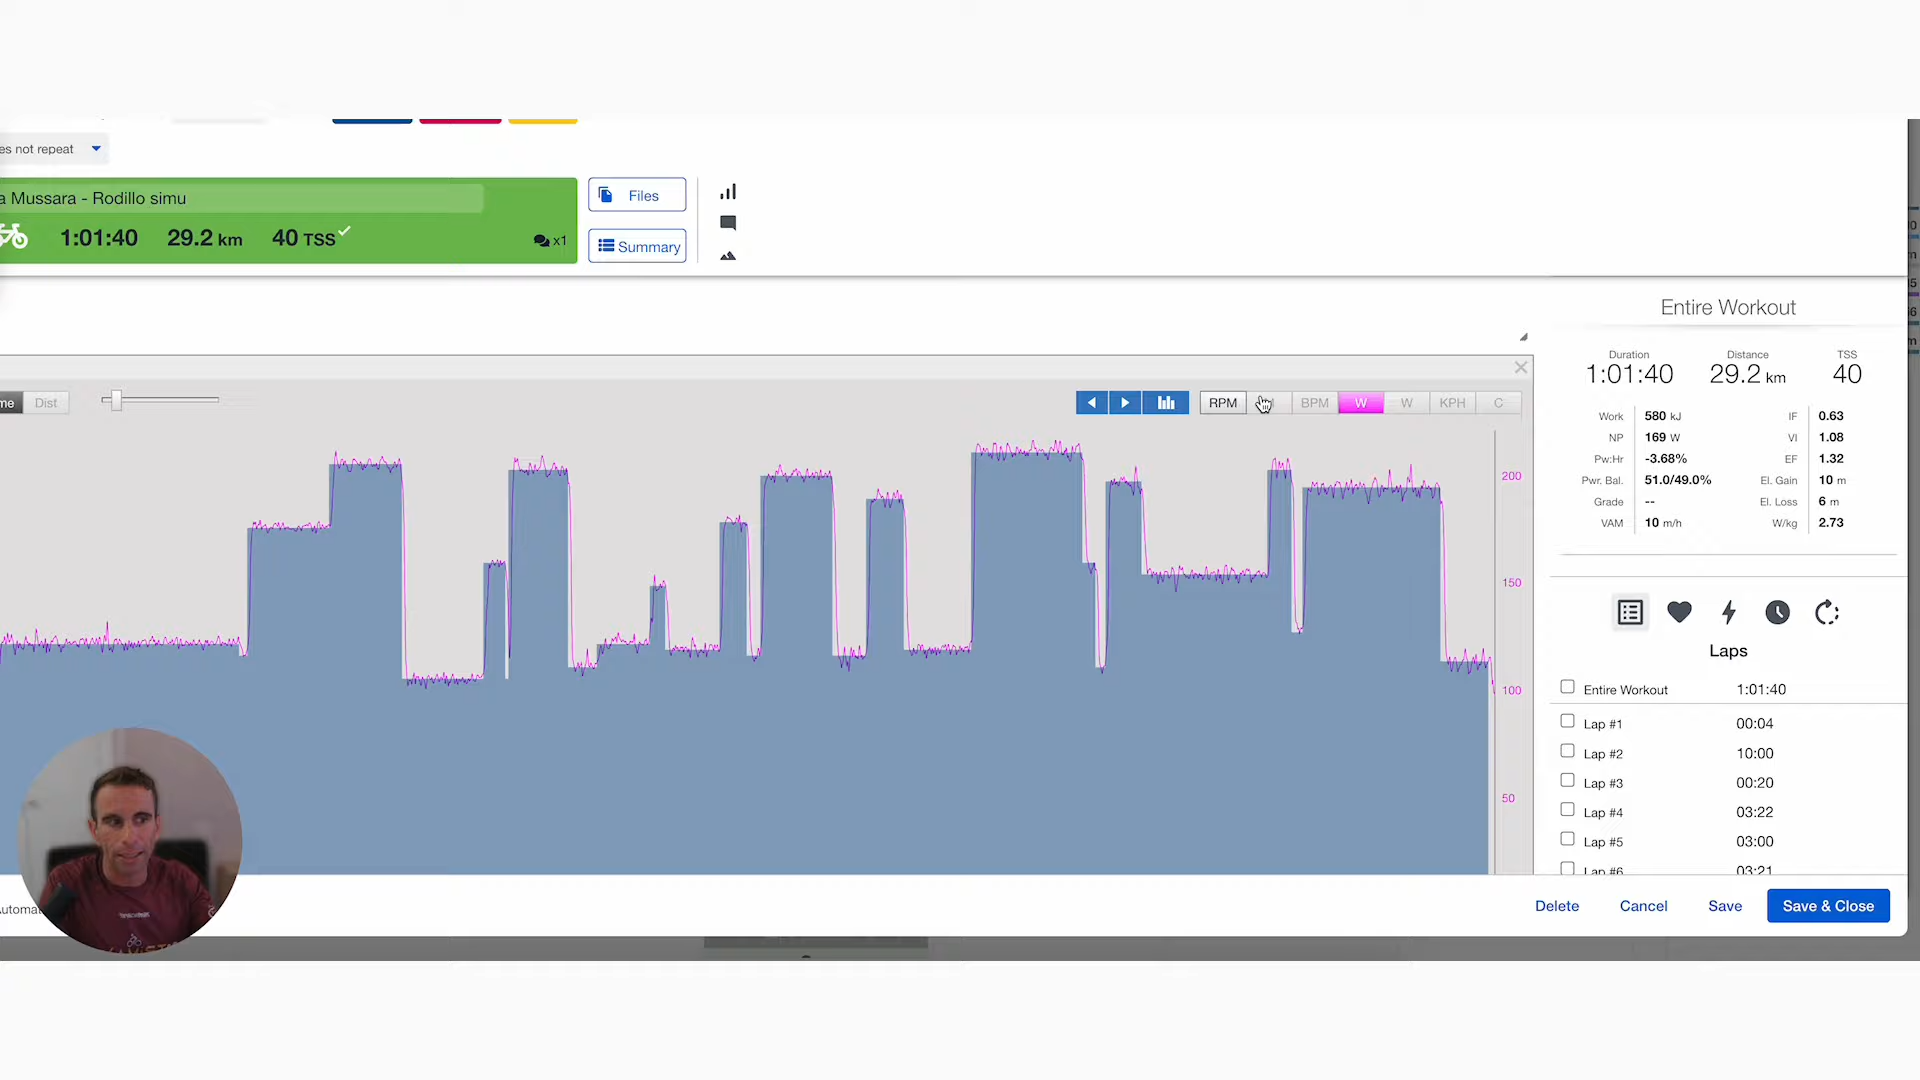 es not repeat
a Mussara - Rodillo simu
1:01:40 29.2 km 40 TSS
x1
Files
Summary
Entire Workout
Duration Distance TSS
1:01:40 29.2 km 40
Work 580 kJ IF 0.63
NP 169 W VI 1.08
Pw:Hr -3.68% EF 1.32
Pwr. Bal. 51.0/49.0% El. Gain 10 m
Grade -- El. Loss 6 m
VAM 10 m/h W/kg 2.73
me Dist
RPM BPM W W KPH C
200
150
100
50
Laps
Entire Workout 1:01:40
Lap #1 00:04
Lap #2 10:00
Lap #3 00:20
Lap #4 03:22
Lap #5 03:00
Lap #6 03:21
utoma
Delete Cancel Save Save & Close